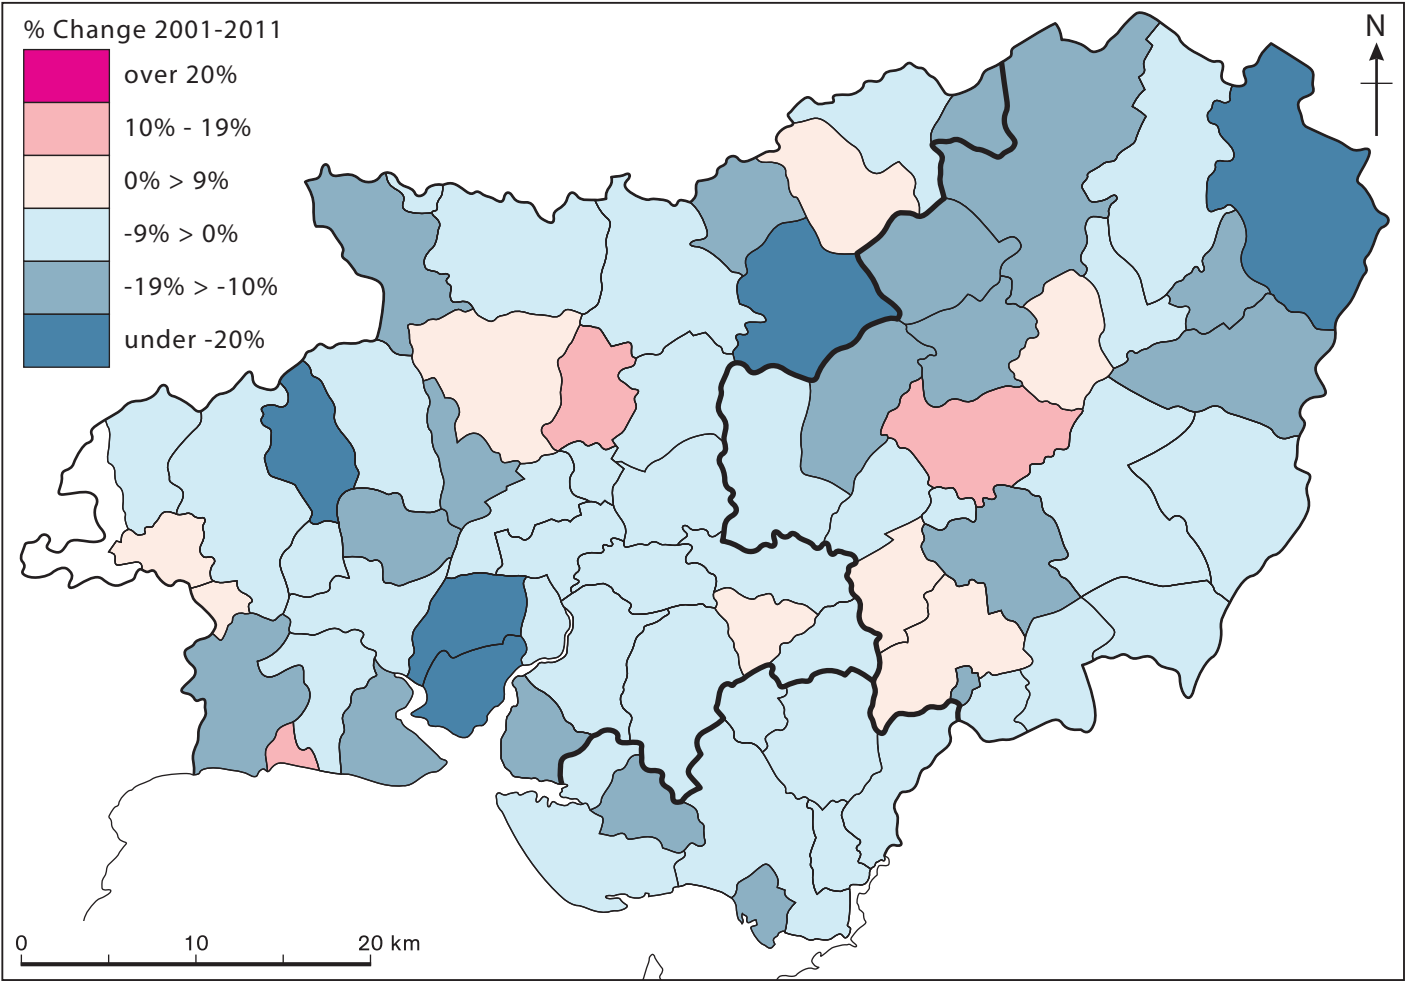 % Change 2001-2011
over 20%
10% - 19%
0% > 9%
-9% > 0%
-19% > -10%
under -20%
N
0 10 20 km